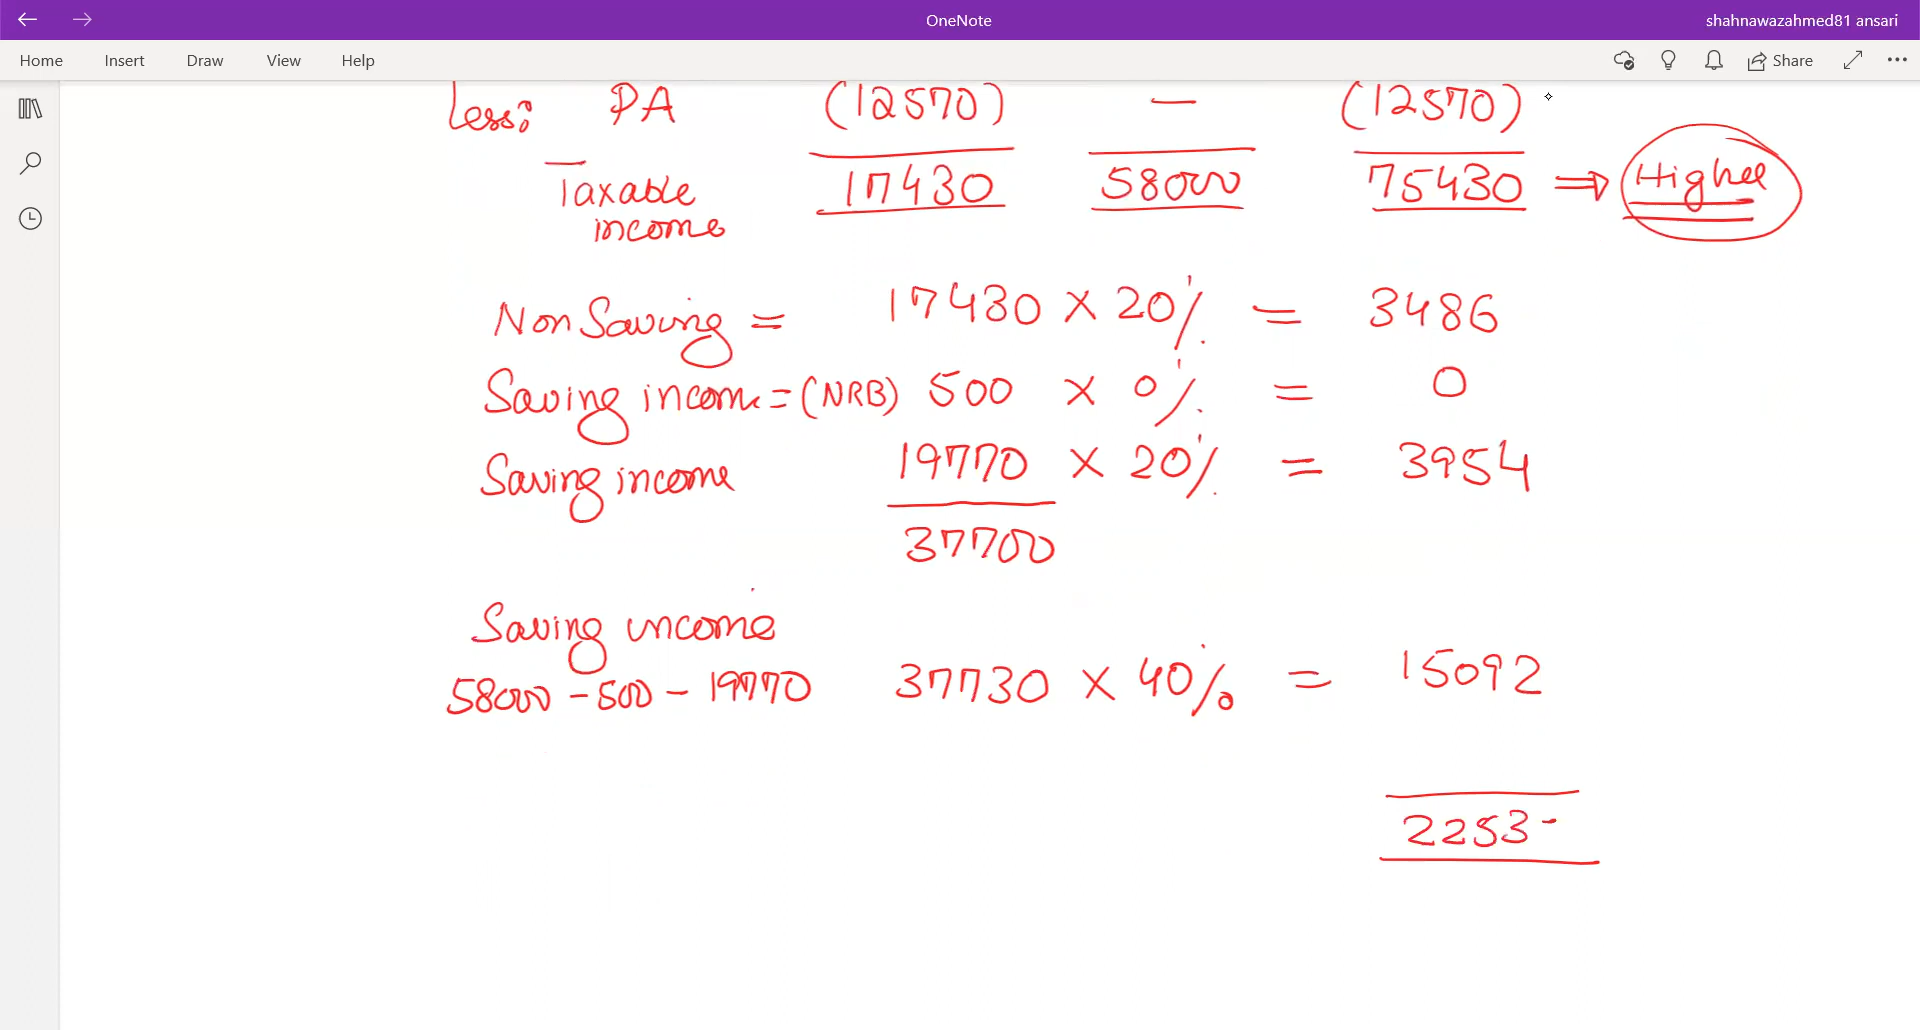 OneNote
shahnawazahmed81 ansari
Home Insert Draw View Help Share
Less: PA (12570) — (12570)
Taxable income 17430 58000 75430 ⇒ Higher
Non Saving = 17430 × 20% = 3486
Saving income = (NRB) 500 × 0% = 0
Saving income 19770 × 20% = 3954
37700
Saving income
58000 - 500 - 19770 37730 × 40% = 15092
2253-